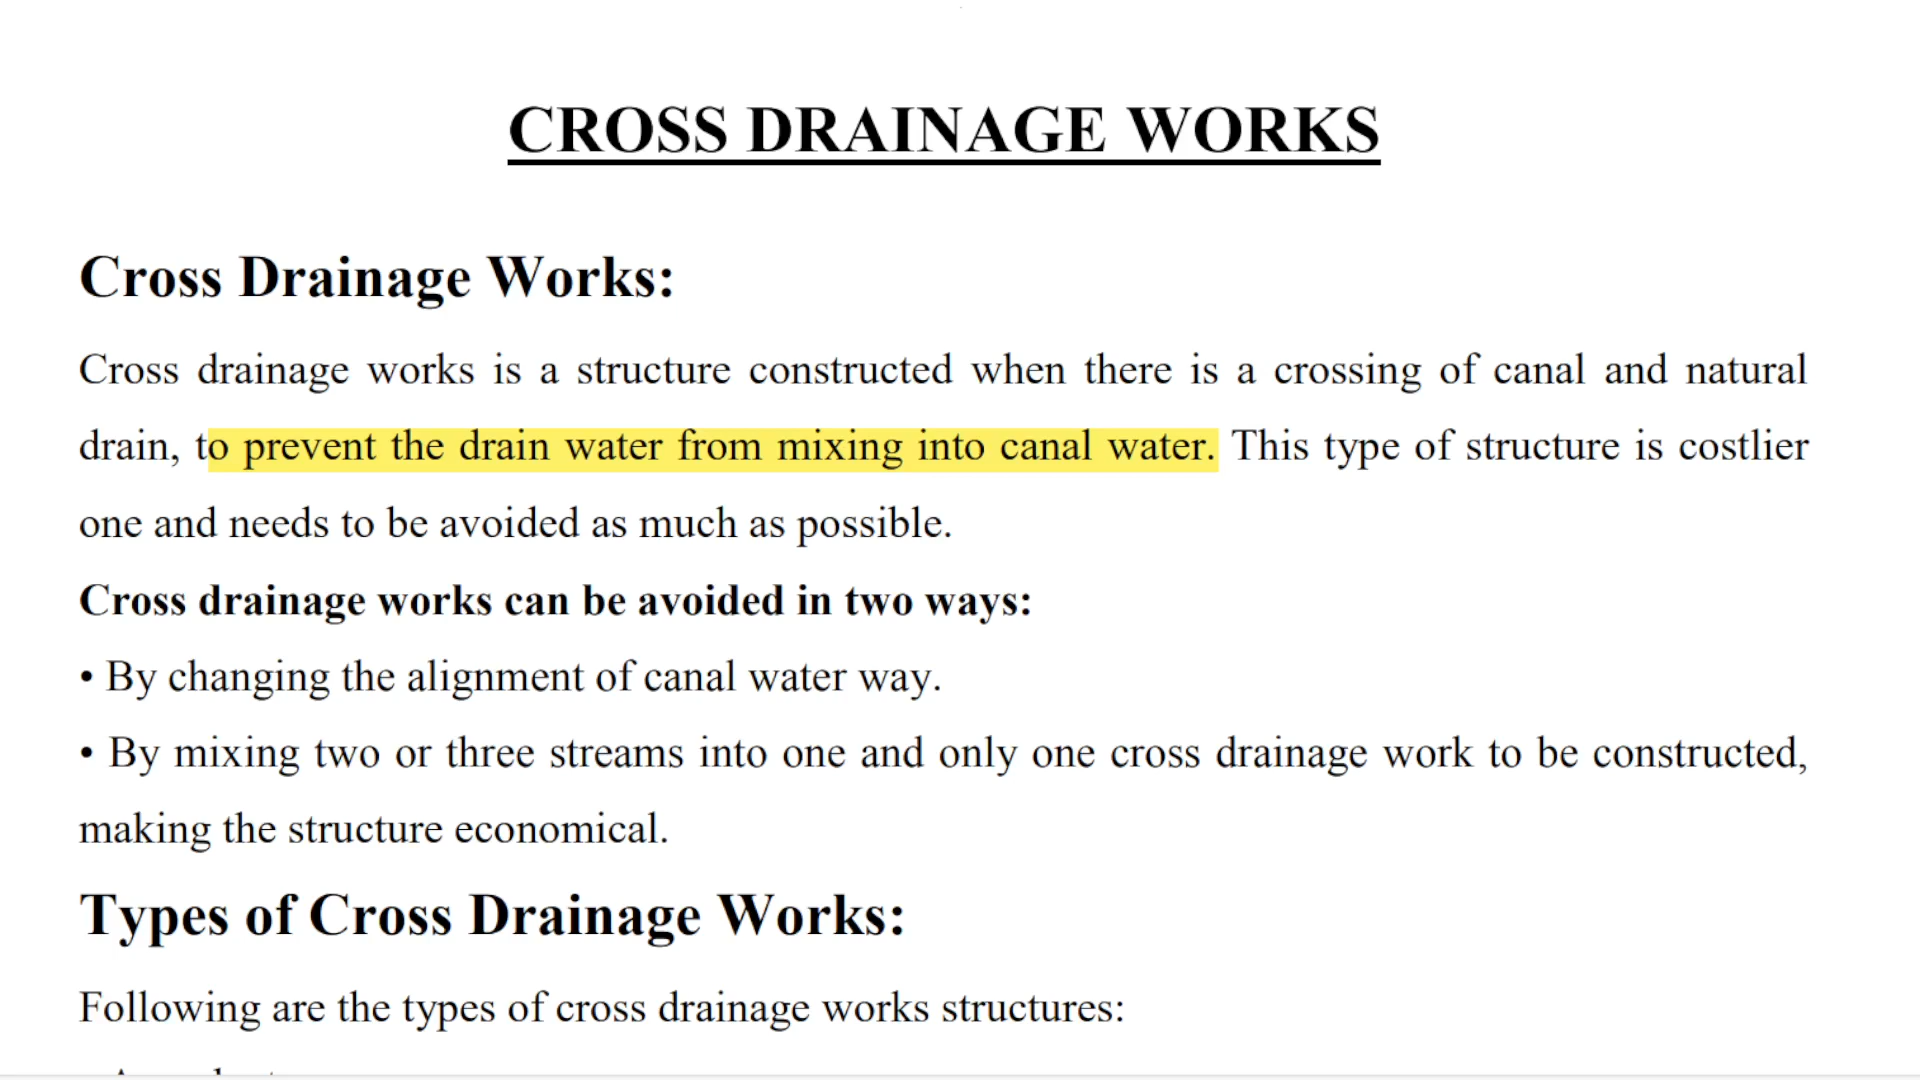 CROSS DRAINAGE WORKS
Cross Drainage Works:
Cross drainage works is a structure constructed when there is a crossing of canal and natural
drain, to prevent the drain water from mixing into canal water. This type of structure is costlier
one and needs to be avoided as much as possible.
Cross drainage works can be avoided in two ways:
• By changing the alignment of canal water way.
• By mixing two or three streams into one and only one cross drainage work to be constructed,
making the structure economical.
Types of Cross Drainage Works:
Following are the types of cross drainage works structures: